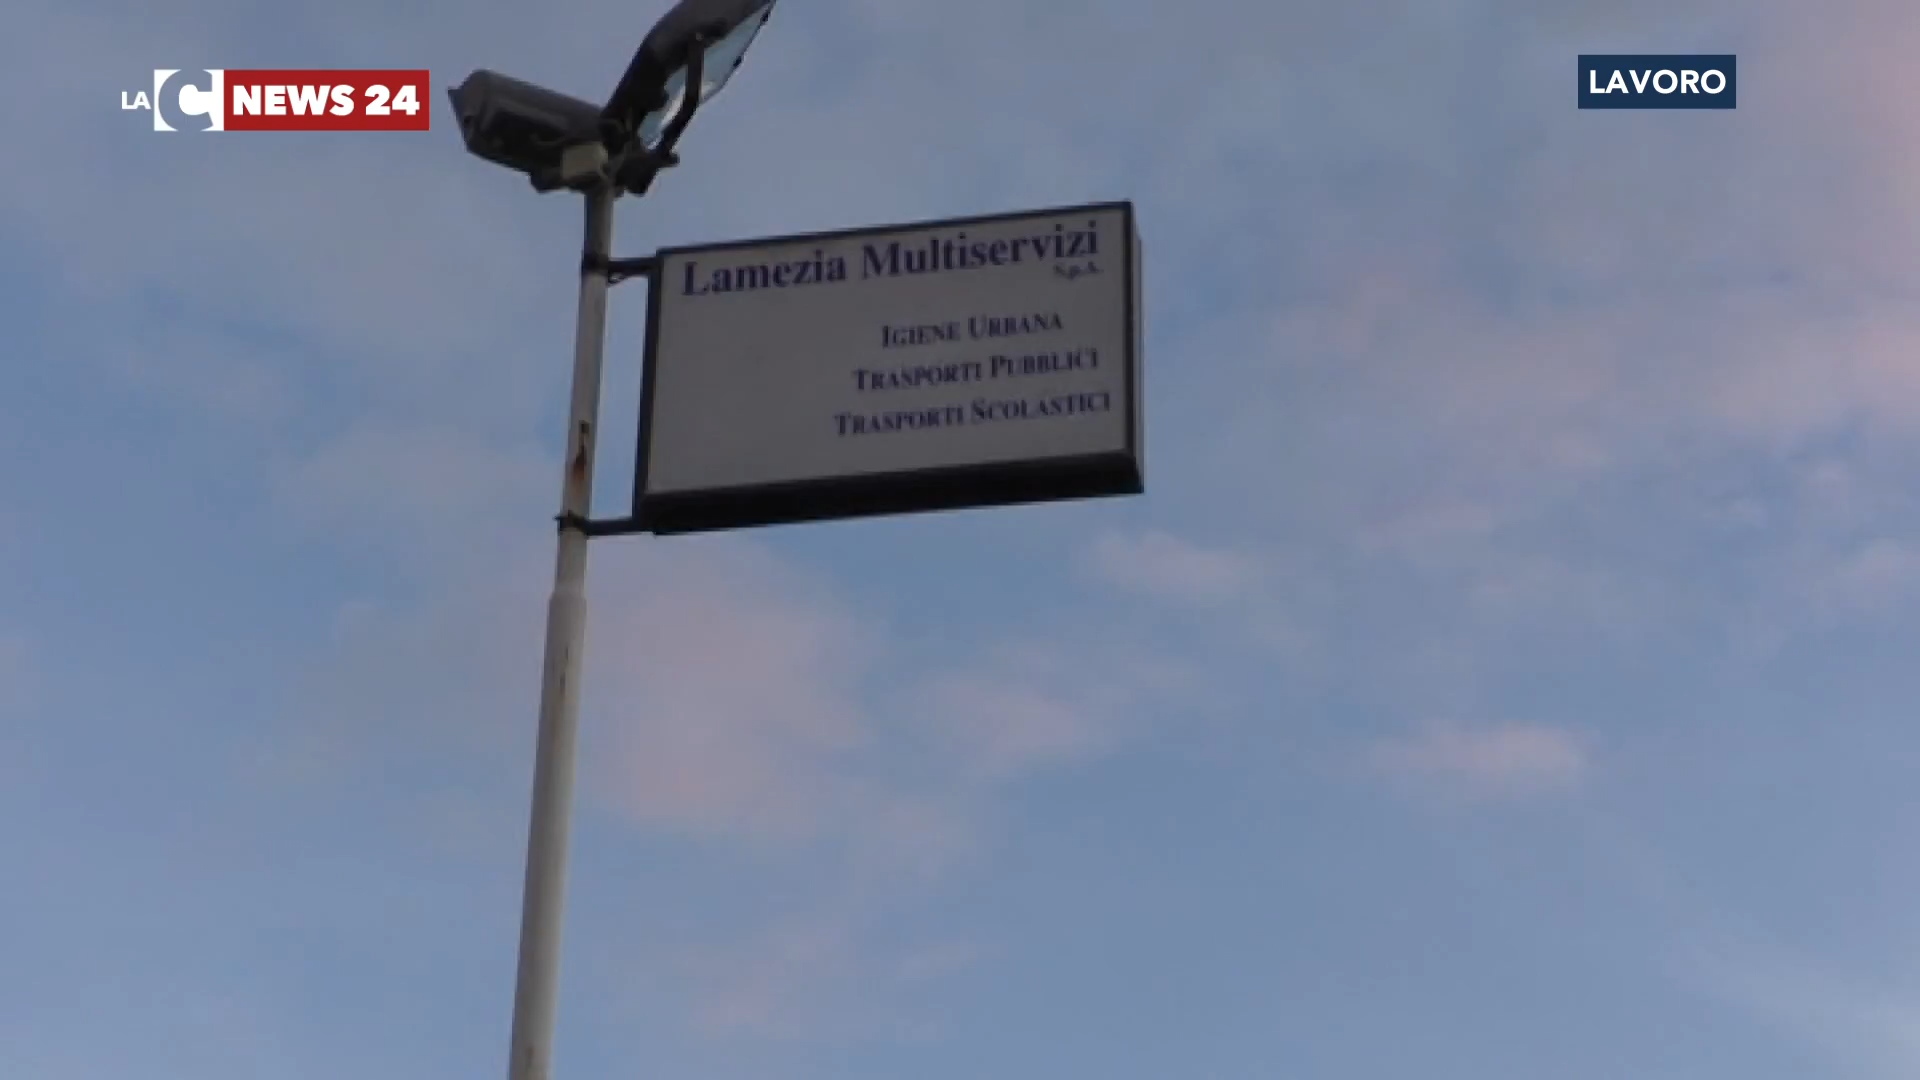 LA C NEWS 24
LAVORO
Lamezia Multiservizi
S.p.A.
IGIENE URBANA
TRASPORTI PUBBLICI
TRASPORTI SCOLASTICI